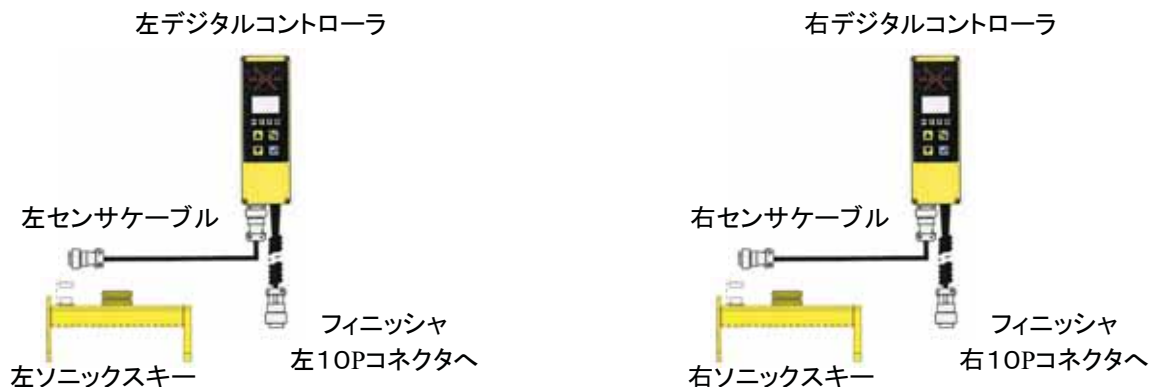 左デジタルコントローラ
右デジタルコントローラ
左センサケーブル
右センサケーブル
フィニッシャ
左１０Pコネクタへ
フィニッシャ
右１０Pコネクタへ
左ソニックスキー
右ソニックスキー